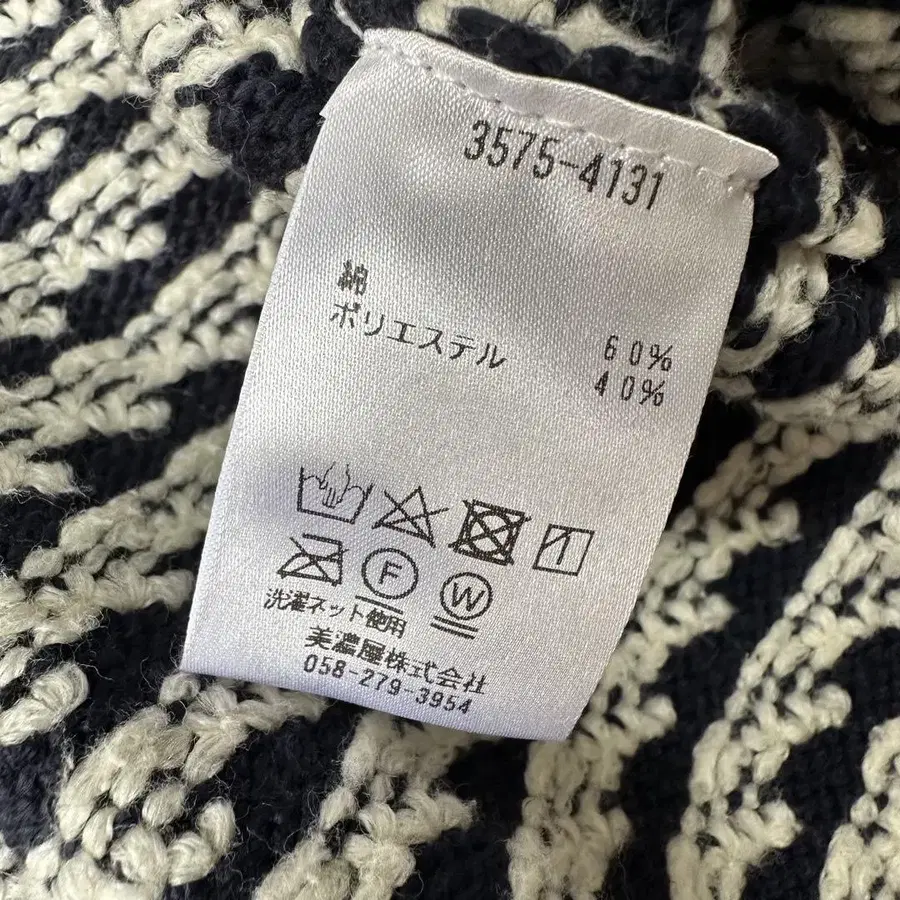 3575-4131
綿 60%
ポリエステル 40%
F
W
洗濯ネット使用
美濃屋株式会社
058-279-3954